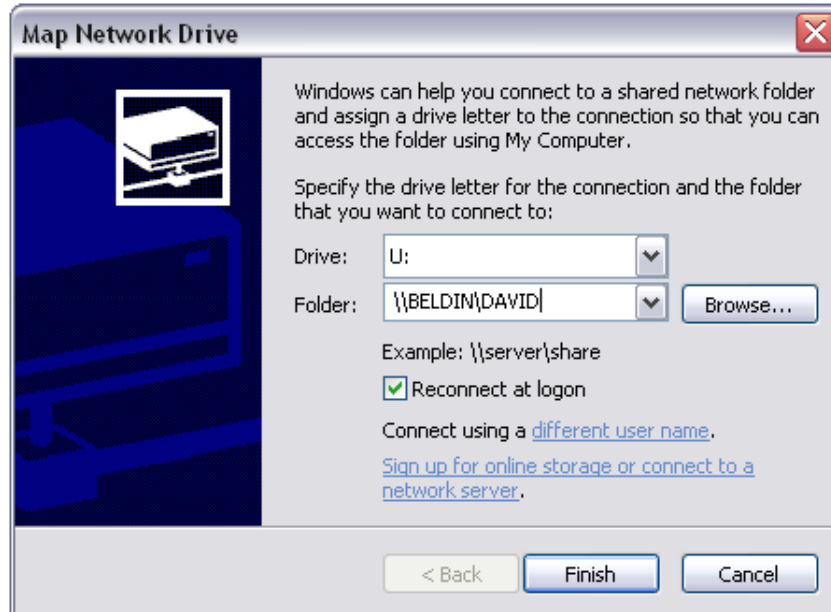 Map Network Drive
Windows can help you connect to a shared network folder
and assign a drive letter to the connection so that you can
access the folder using My Computer.
Specify the drive letter for the connection and the folder
that you want to connect to:
Drive: U:
Folder: \\BELDIN\DAVID Browse...
Example: \\server\share
Reconnect at logon
Connect using a different user name.
Sign up for online storage or connect to a
network server.
< Back Finish Cancel